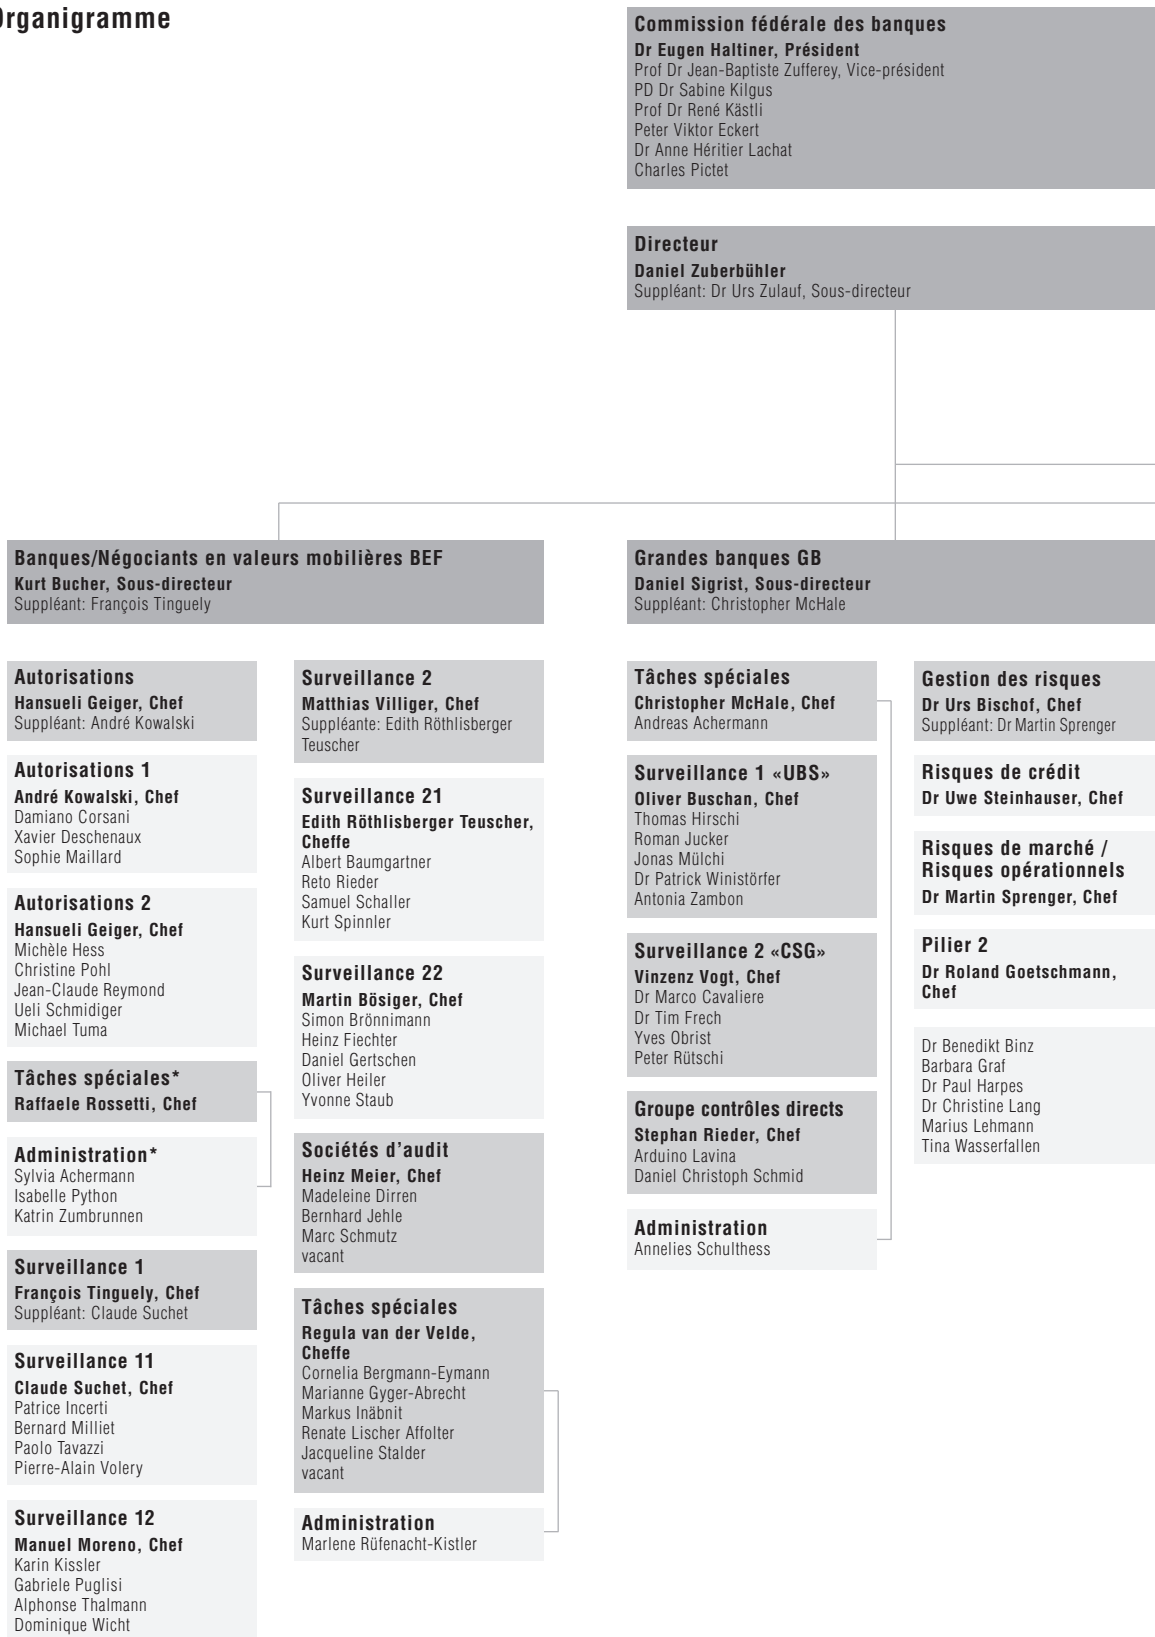 Organigramme
Commission fédérale des banques
Dr Eugen Haltiner, Président
Prof Dr Jean-Baptiste Zufferey, Vice-président
PD Dr Sabine Kilgus
Prof Dr René Kästli
Peter Viktor Eckert
Dr Anne Héritier Lachat
Charles Pictet
Directeur
Daniel Zuberbühler
Suppléant: Dr Urs Zulauf, Sous-directeur
Banques/Négociants en valeurs mobilières BEF
Kurt Bucher, Sous-directeur
Suppléant: François Tinguely
Autorisations
Hansueli Geiger, Chef
Suppléant: André Kowalski
Autorisations 1
André Kowalski, Chef
Damiano Corsani
Xavier Deschenaux
Sophie Maillard
Autorisations 2
Hansueli Geiger, Chef
Michèle Hess
Christine Pohl
Jean-Claude Reymond
Ueli Schmidiger
Michael Tuma
Tâches spéciales*
Raffaele Rossetti, Chef
Administration*
Sylvia Achermann
Isabelle Python
Katrin Zumbrunnen
Surveillance 1
François Tinguely, Chef
Suppléant: Claude Suchet
Surveillance 11
Claude Suchet, Chef
Patrice Incerti
Bernard Milliet
Paolo Tavazzi
Pierre-Alain Volery
Surveillance 12
Manuel Moreno, Chef
Karin Kissler
Gabriele Puglisi
Alphonse Thalmann
Dominique Wicht
Surveillance 2
Matthias Villiger, Chef
Suppléante: Edith Röthlisberger
Teuscher
Surveillance 21
Edith Röthlisberger Teuscher,
Cheffe
Albert Baumgartner
Reto Rieder
Samuel Schaller
Kurt Spinnler
Surveillance 22
Martin Bösiger, Chef
Simon Brönnimann
Heinz Fiechter
Daniel Gertschen
Oliver Heiler
Yvonne Staub
Sociétés d'audit
Heinz Meier, Chef
Madeleine Dirren
Bernhard Jehle
Marc Schmutz
vacant
Tâches spéciales
Regula van der Velde,
Cheffe
Cornelia Bergmann-Eymann
Marianne Gyger-Abrecht
Markus Inäbnit
Renate Lischer Affolter
Jacqueline Stalder
vacant
Administration
Marlene Rüfenacht-Kistler
Grandes banques GB
Daniel Sigrist, Sous-directeur
Suppléant: Christopher McHale
Tâches spéciales
Christopher McHale, Chef
Andreas Achermann
Surveillance 1 «UBS»
Oliver Buschan, Chef
Thomas Hirschi
Roman Jucker
Jonas Mülchi
Dr Patrick Winistörfer
Antonia Zambon
Surveillance 2 «CSG»
Vinzenz Vogt, Chef
Dr Marco Cavaliere
Dr Tim Frech
Yves Obrist
Peter Rütschi
Groupe contrôles directs
Stephan Rieder, Chef
Arduino Lavina
Daniel Christoph Schmid
Administration
Annelies Schulthess
Gestion des risques
Dr Urs Bischof, Chef
Suppléant: Dr Martin Sprenger
Risques de crédit
Dr Uwe Steinhauser, Chef
Risques de marché /
Risques opérationnels
Dr Martin Sprenger, Chef
Pilier 2
Dr Roland Goetschmann,
Chef
Dr Benedikt Binz
Barbara Graf
Dr Paul Harpes
Dr Christine Lang
Marius Lehmann
Tina Wasserfallen